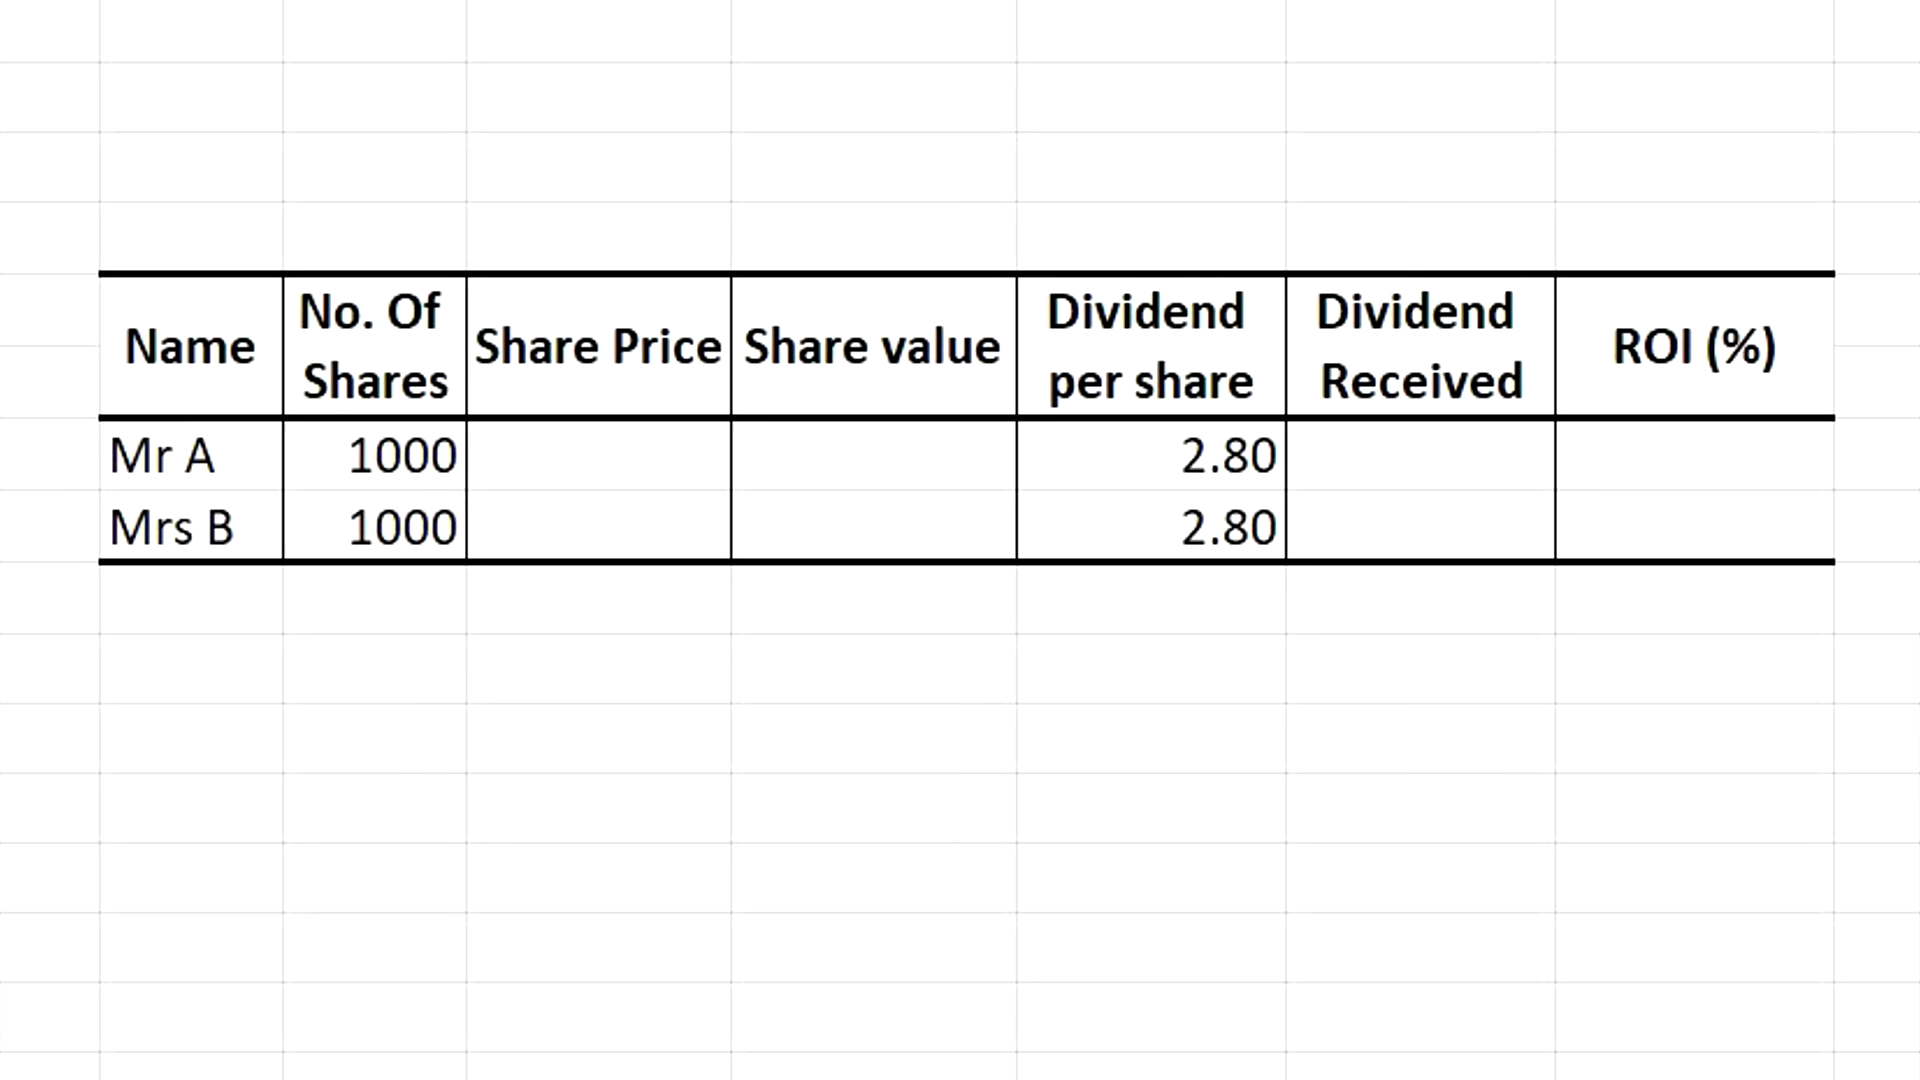 Name No. Of Shares Share Price Share value Dividend per share Dividend Received ROI (%)
Mr A 1000 2.80
Mrs B 1000 2.80